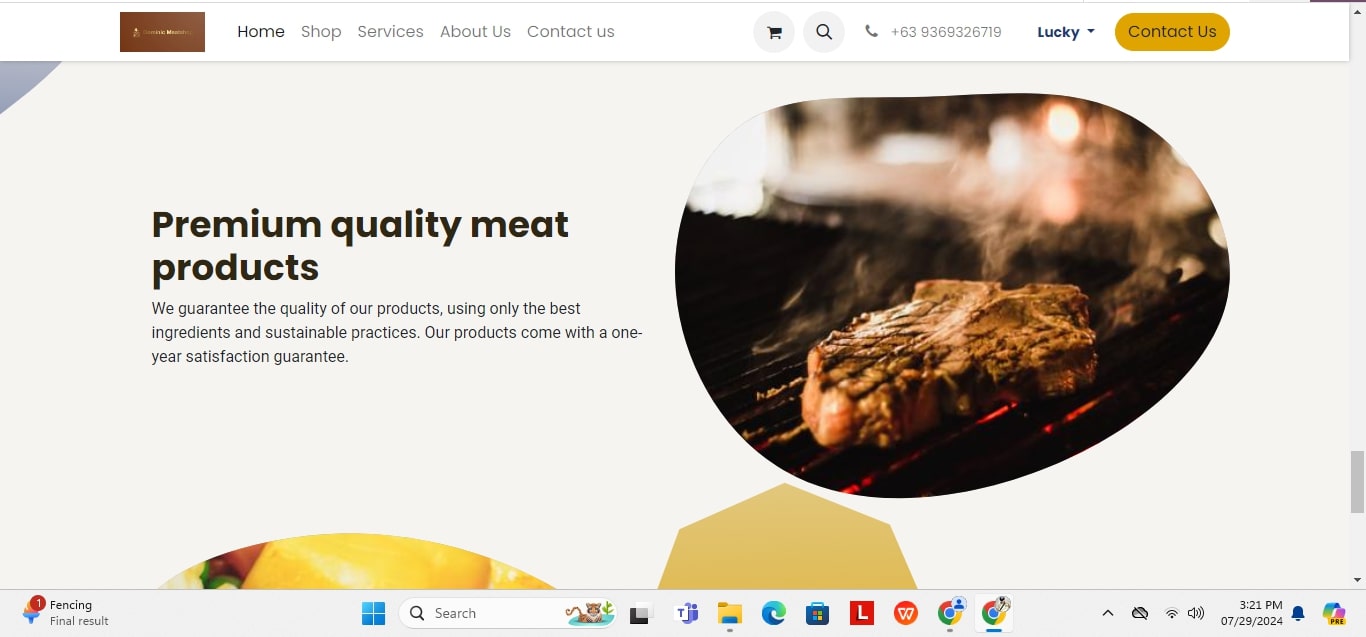 Dominic Meatshop
Home Shop Services About Us Contact us
+63 9369326719
Lucky
Contact Us
Premium quality meat
products
We guarantee the quality of our products, using only the best
ingredients and sustainable practices. Our products come with a one-
year satisfaction guarantee.
1
Fencing
Final result
Search
T
L
W
3:21 PM
07/29/2024
PRE